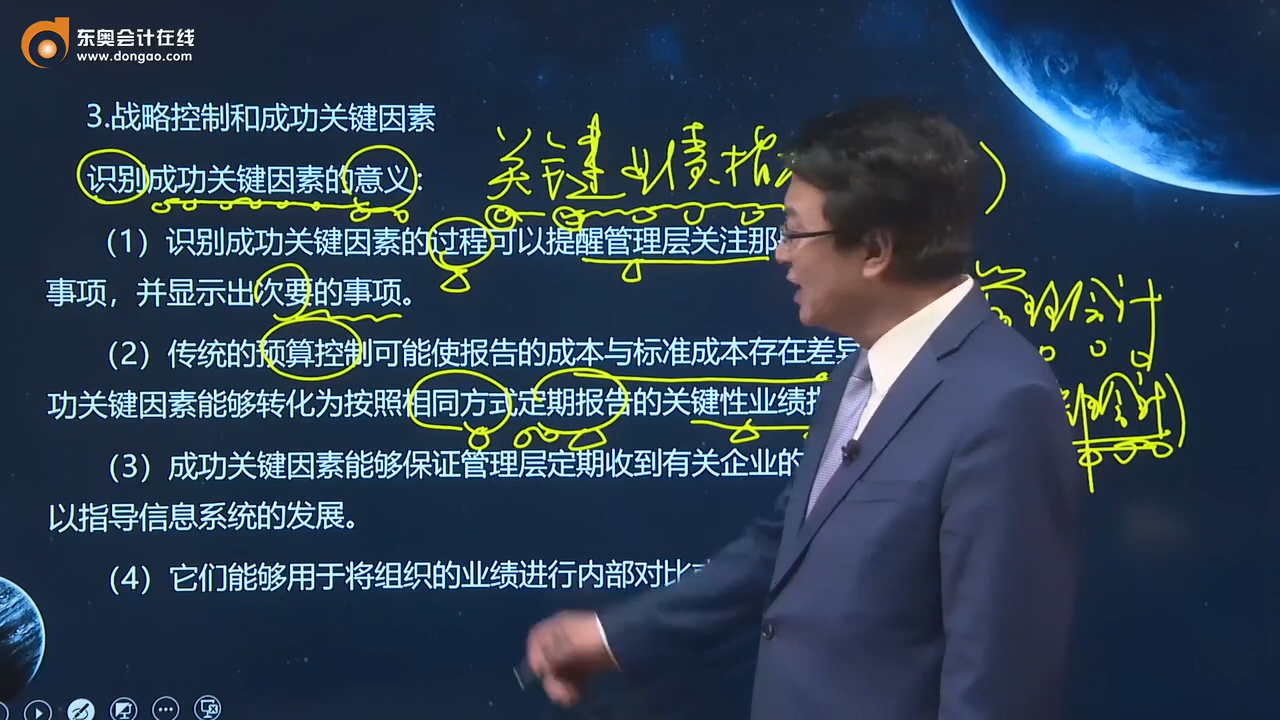 东奥会计在线
www.dongao.com
3.战略控制和成功关键因素
关键业绩指
识别成功关键因素的意义：
（1）识别成功关键因素的过程可以提醒管理层关注那
事项，并显示出次要的事项。
会计
（2）传统的预算控制可能使报告的成本与标准成本存在差异
功关键因素能够转化为按照相同方式定期报告的关键性业绩指
会计
（3）成功关键因素能够保证管理层定期收到有关企业的
以指导信息系统的发展。
（4）它们能够用于将组织的业绩进行内部对比